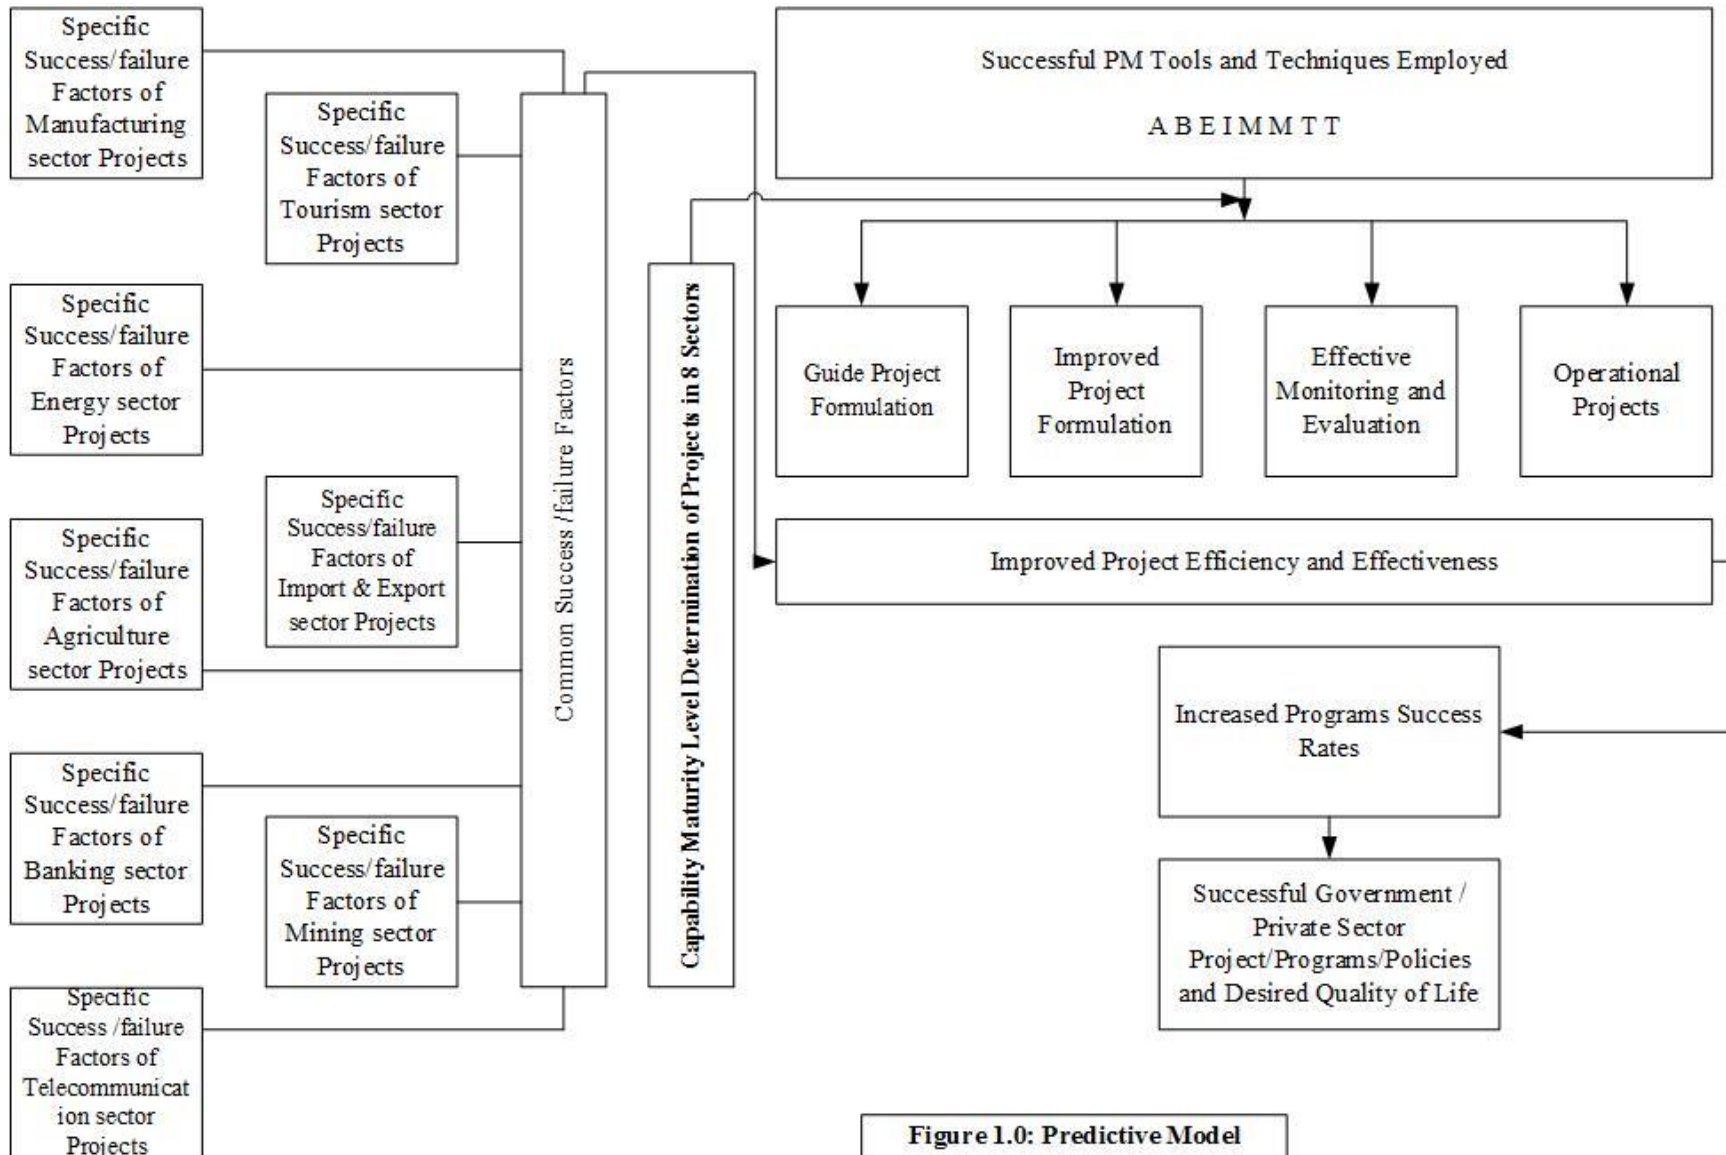 Specific
Success/failure
Factors of
Manufacturing
sector Projects
Specific
Success/failure
Factors of
Tourism sector
Projects
Specific
Success/failure
Factors of
Energy sector
Projects
Specific
Success/failure
Factors of
Import & Export
sector Projects
Specific
Success/failure
Factors of
Agriculture
sector Projects
Specific
Success/failure
Factors of
Banking sector
Projects
Specific
Success/failure
Factors of
Mining sector
Projects
Specific
Success /failure
Factors of
Telecommunicat
ion sector
Projects
Common Success /failure Factors
Capability Maturity Level Determination of Projects in 8 Sectors
Successful PM Tools and Techniques Employed
A B E I M M T T
Guide Project
Formulation
Improved
Project
Formulation
Effective
Monitoring and
Evaluation
Operational
Projects
Improved Project Efficiency and Effectiveness
Increased Programs Success
Rates
Successful Government /
Private Sector
Project/Programs/Policies
and Desired Quality of Life
Figure 1.0: Predictive Model